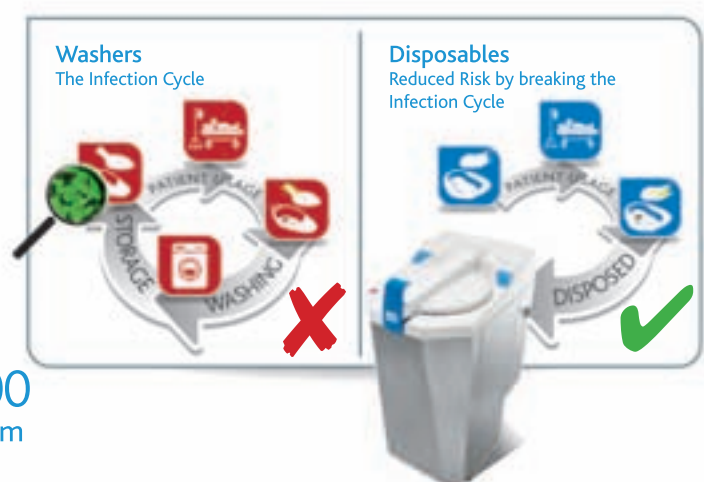 Washers
The Infection Cycle
Disposables
Reduced Risk by breaking the
Infection Cycle
PATIENT USAGE
STORAGE
WASHING
PATIENT USAGE
DISPOSED
00
m